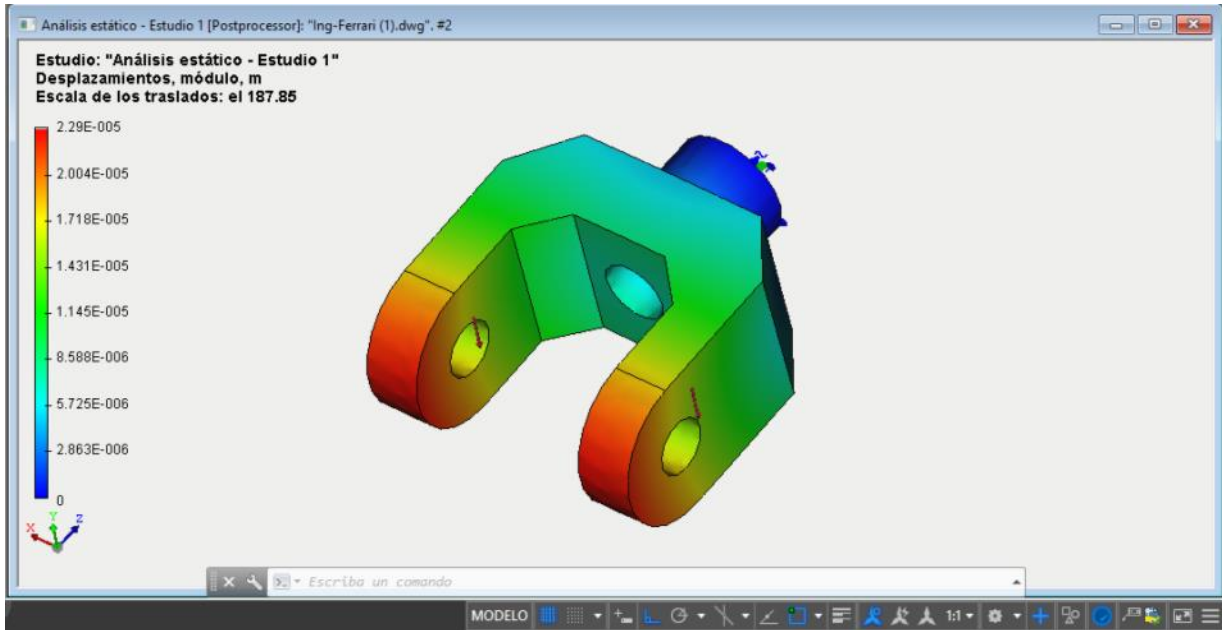 Análisis estático - Estudio 1 [Postprocessor]: "Ing-Ferrari (1).dwg", #2
Estudio: "Análisis estático - Estudio 1"
Desplazamientos, módulo, m
Escala de los traslados: el 187.85
2.29E-005
2.004E-005
1.718E-005
1.431E-005
1.145E-005
8.588E-006
5.725E-006
2.863E-006
0
X Y Z
Escriba un comando
MODELO 1:1